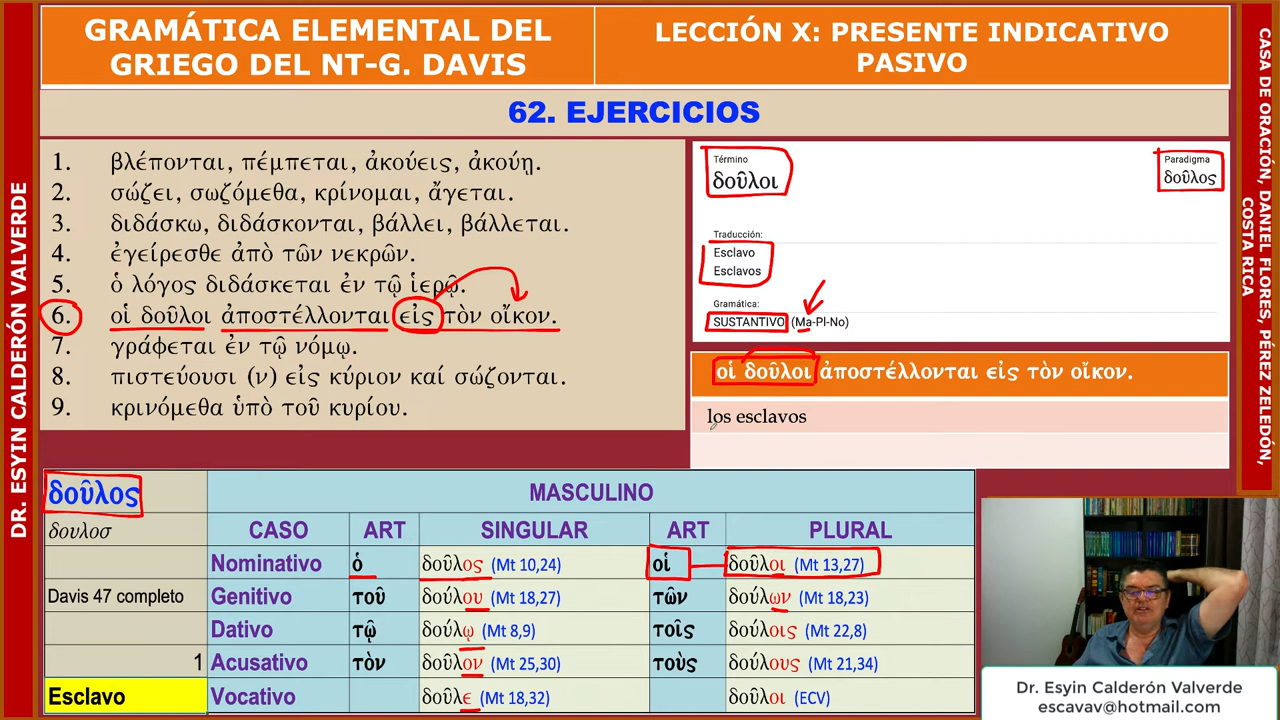 GRAMÁTICA ELEMENTAL DEL
GRIEGO DEL NT-G. DAVIS
LECCIÓN X: PRESENTE INDICATIVO
PASIVO
62. EJERCICIOS
1. βλέπονται, πέμπεται, ἀκούεις, ἀκούῃ.
2. σώζει, σωζόμεθα, κρίνομαι, ἄγεται.
3. διδάσκω, διδάσκονται, βάλλει, βάλλεται.
4. ἐγείρεσθε ἀπὸ τῶν νεκρῶν.
5. ὁ λόγος διδάσκεται ἐν τῷ ἱερῷ.
6. οἱ δοῦλοι ἀποστέλλονται εἰς τὸν οἶκον.
7. γράφεται ἐν τῷ νόμῳ.
8. πιστεύουσι (ν) εἰς κύριον καί σώζονται.
9. κρινόμεθα ὑπὸ τοῦ κυρίου.
Término
δοῦλοι
Paradigma
δοῦλος
Traducción:
Esclavo
Esclavos
Gramática:
SUSTANTIVO (Ma-Pl-No)
οἱ δοῦλοι ἀποστέλλονται εἰς τὸν οἶκον.
los esclavos
δοῦλος MASCULINO
δουλοσ CASO ART SINGULAR ART PLURAL
Nominativo ὁ δοῦλος (Mt 10,24) οἱ δοῦλοι (Mt 13,27)
Davis 47 completo Genitivo τοῦ δούλου (Mt 18,27) τῶν δούλων (Mt 18,23)
Dativo τῷ δούλῳ (Mt 8,9) τοῖς δούλοις (Mt 22,8)
1 Acusativo τὸν δοῦλον (Mt 25,30) τοὺς δούλους (Mt 21,34)
Esclavo Vocativo δοῦλε (Mt 18,32) δοῦλοι (ECV)
DR. ESYIN CALDERÓN VALVERDE
CASA DE ORACIÓN, DANIEL FLORES, PÉREZ ZELEDÓN,
COSTA RICA
Dr. Esyin Calderón Valverde
escavav@hotmail.com